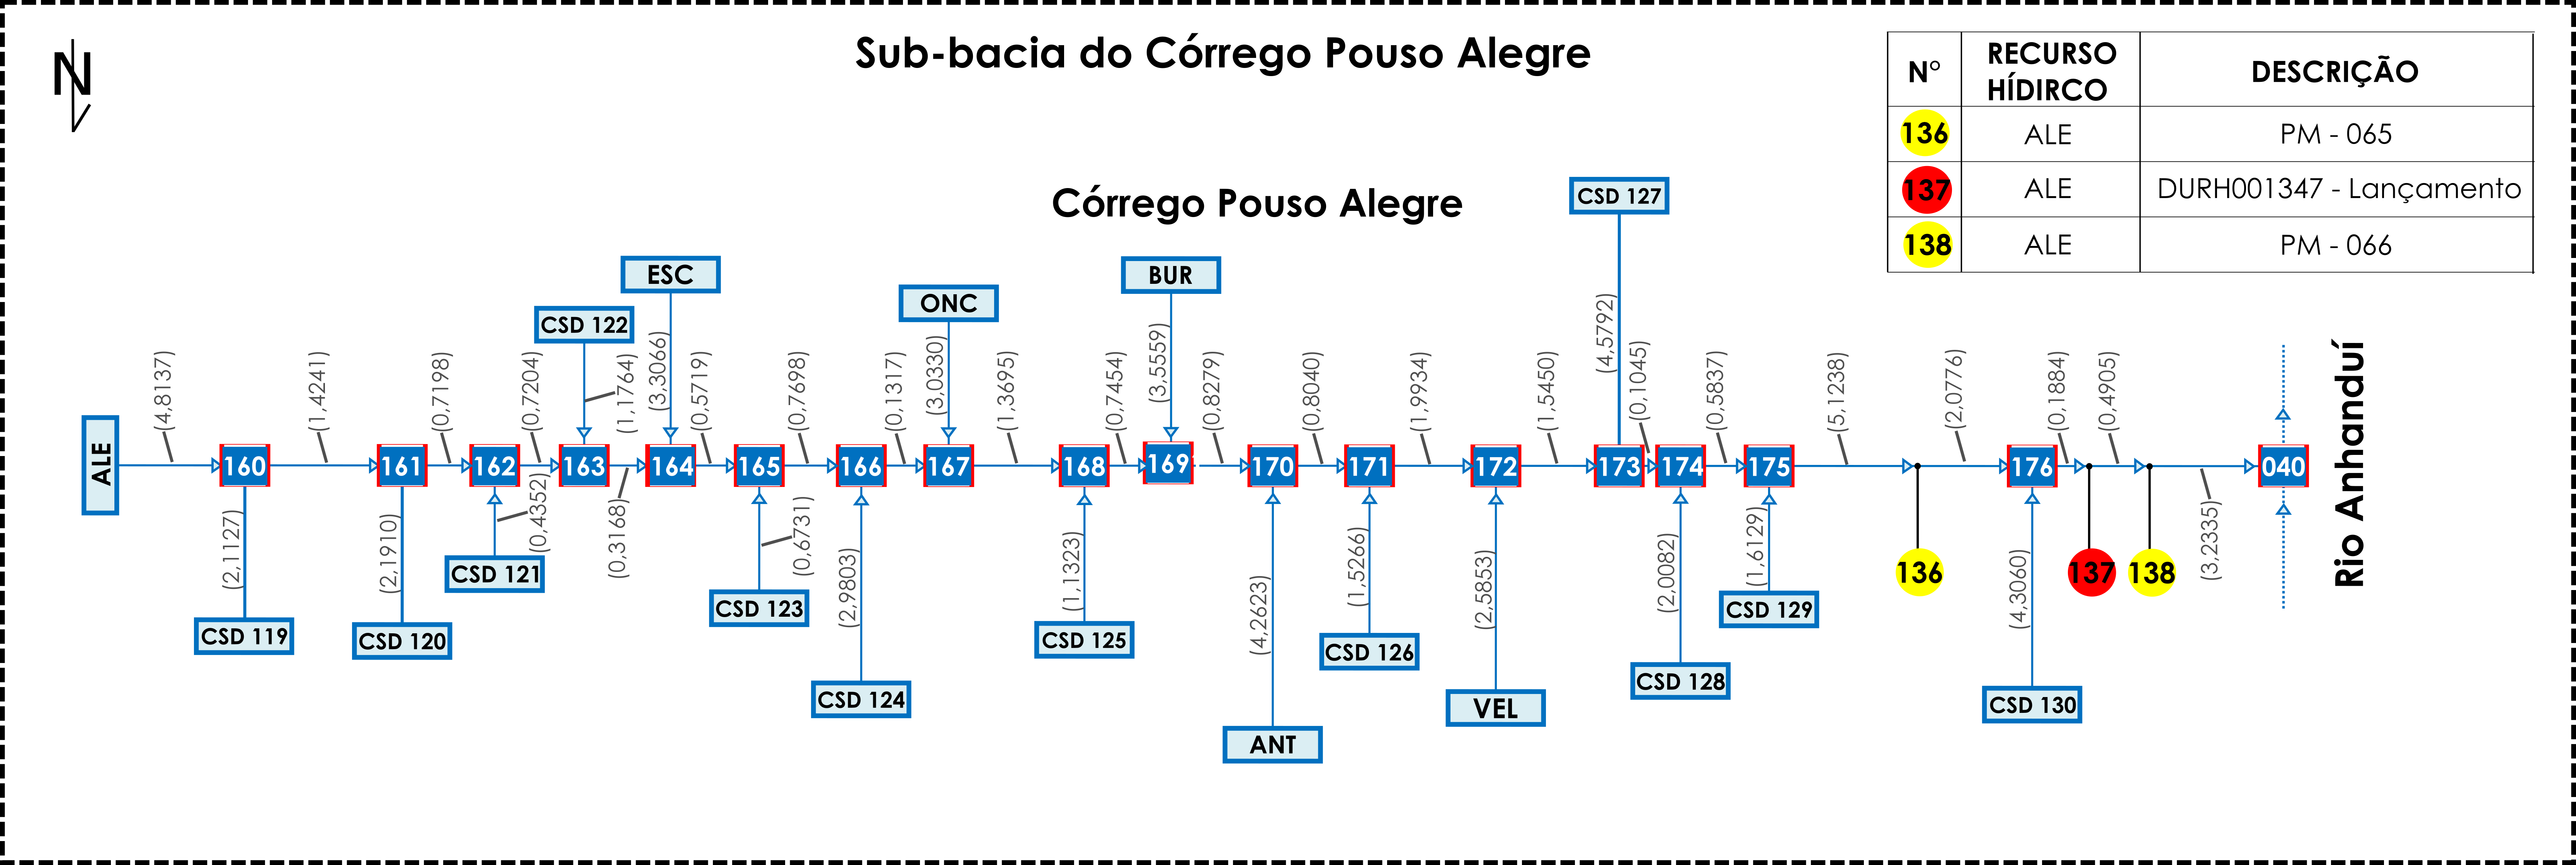 Sub-bacia do Córrego Pouso Alegre
N
N° RECURSO HÍDIRCO DESCRIÇÃO
136 ALE PM - 065
137 ALE DURH001347 - Lançamento
138 ALE PM - 066
Córrego Pouso Alegre
CSD 127
ESC
BUR
ONC
CSD 122
(4,8137)
(1,4241)
(0,7198)
(0,7204)
(1,1764)
(3,3066)
(0,5719)
(0,7698)
(0,1317)
(3,0330)
(1,3695)
(0,7454)
(3,5559)
(0,8279)
(0,8040)
(1,9934)
(1,5450)
(4,5792)
(0,1045)
(0,5837)
(5,1238)
(2,0776)
(0,1884)
(0,4905)
Rio Anhanduí
ALE
160
161
162
163
164
165
166
167
168
169
170
171
172
173
174
175
176
040
(2,1127)
(2,1910)
(0,4352)
(0,3168)
(0,6731)
(2,9803)
(1,1323)
(4,2623)
(1,5266)
(2,5853)
(2,0082)
(1,6129)
(4,3060)
(3,2335)
136
137
138
CSD 119
CSD 120
CSD 121
CSD 123
CSD 124
CSD 125
ANT
CSD 126
VEL
CSD 128
CSD 129
CSD 130